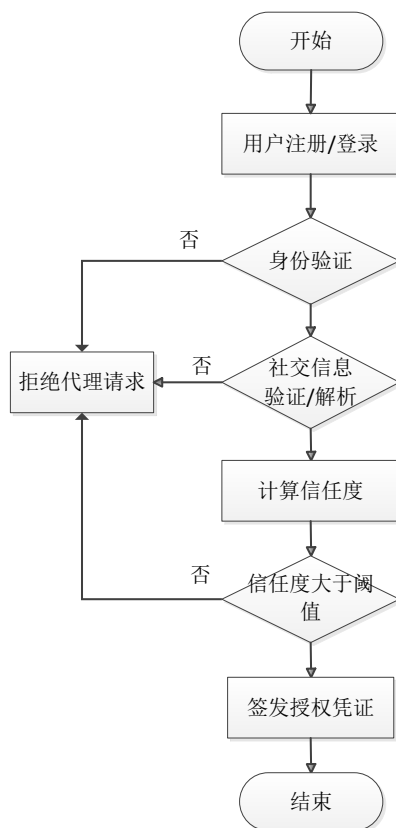 开始
用户注册/登录
否
身份验证
拒绝代理请求
否
社交信息
验证/解析
计算信任度
否
信任度大于阈
值
签发授权凭证
结束